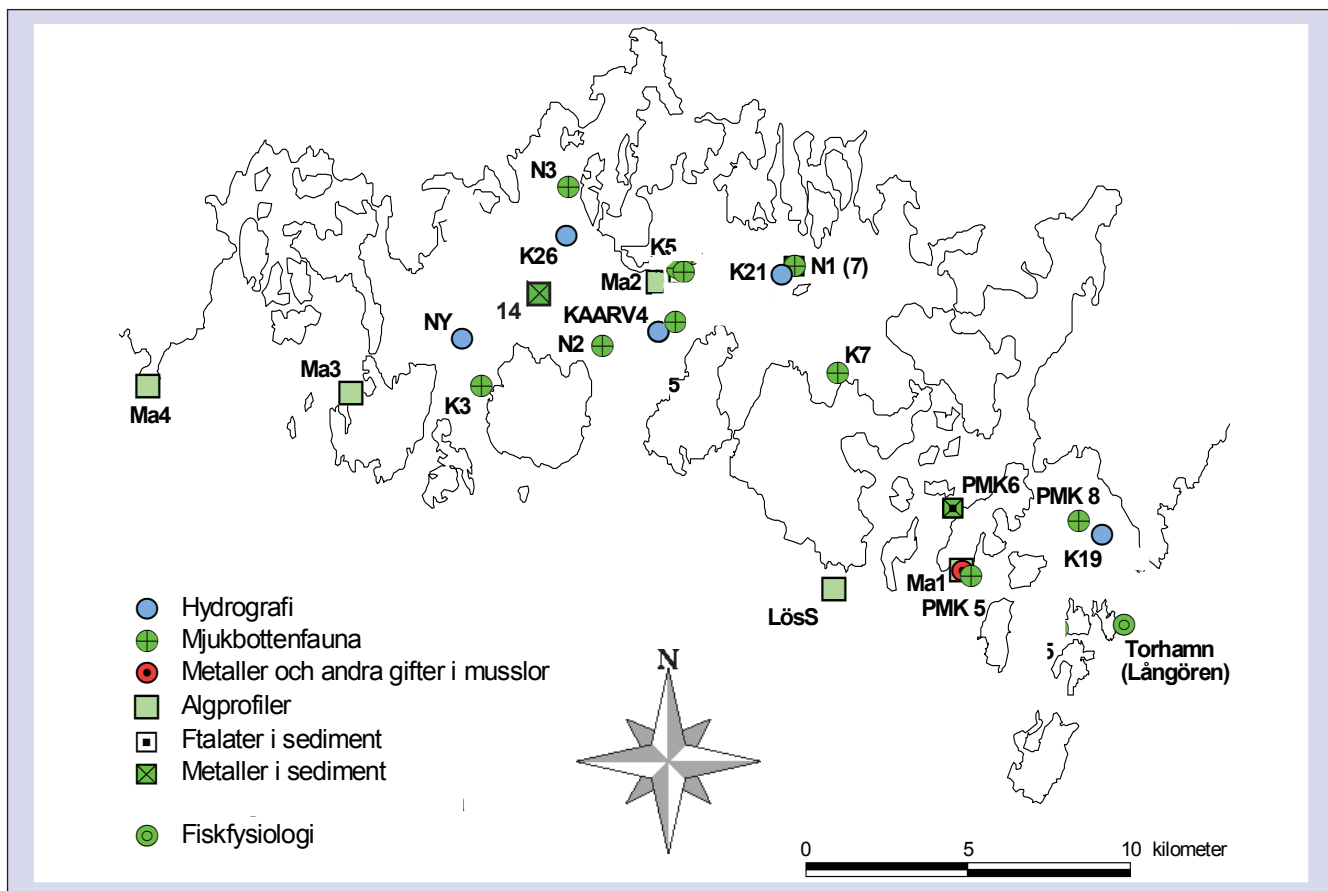 N3
K26
K5
Ma2
K21
N1 (7)
14
KAARV4
NY
N2
K7
Ma3
5
Ma4
K3
PMK6
PMK 8
K19
Ma1
PMK 5
LösS
Torhamn
(Långören)
Hydrografi
Mjukbottenfauna
Metaller och andra gifter i musslor
Algprofiler
Ftalater i sediment
Metaller i sediment
Fiskfysiologi
N
0 5 10 kilometer